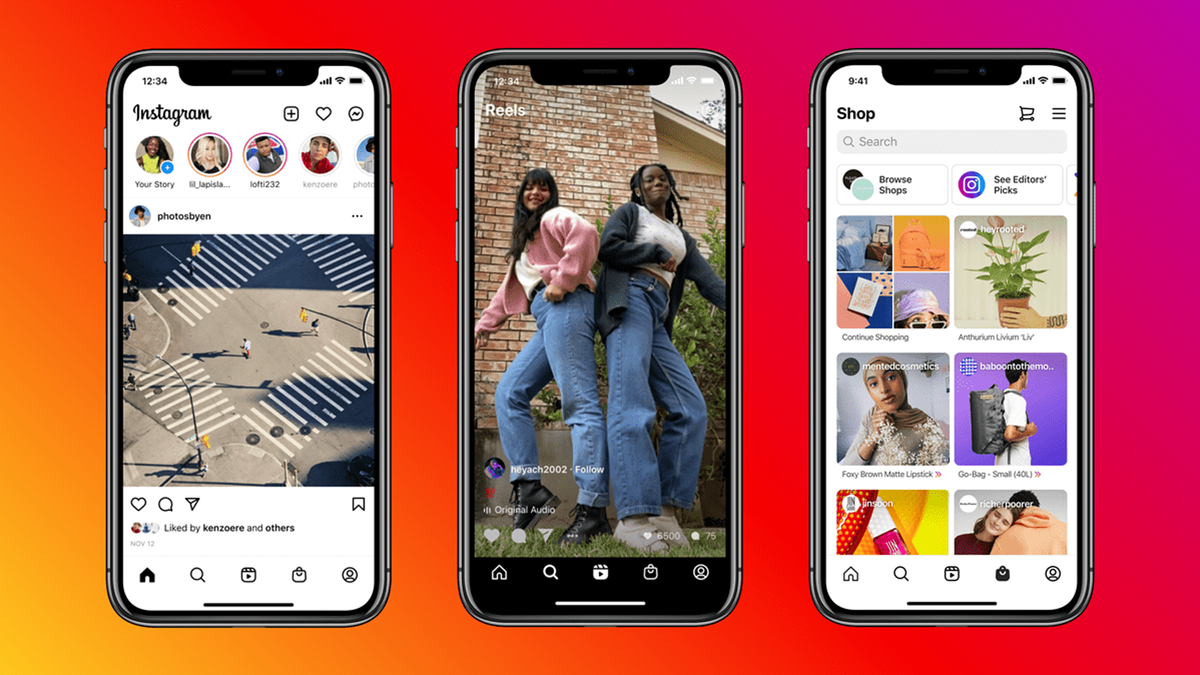 12:34
Instagram
Your Story
lil_lapisla...
lofti232
kenzoere
photosbyen
Liked by kenzoere and others
NOV 12
12:34
Reels
heyach2002 · Follow
Original Audio
6500
75
9:41
Shop
Search
Browse
Shops
See Editors'
Picks
heyrooted
Continue Shopping
Anthurium Livium 'Liv'
mentedcosmetics
baboontothemo..
Foxy Brown Matte Lipstick »
Go-Bag - Small (40L) »
jinsoon
richerpoorer